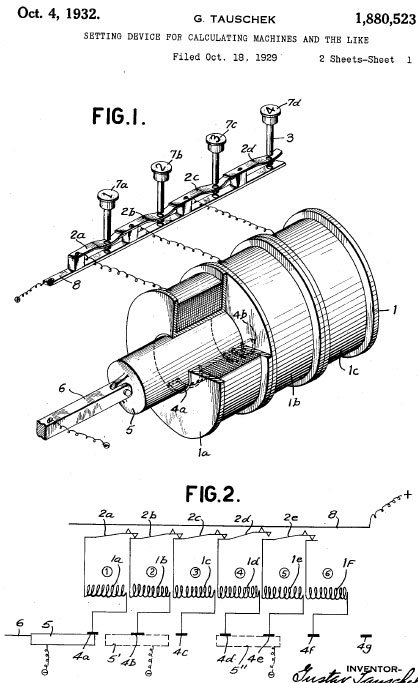 Oct. 4, 1932.
G. TAUSCHEK
1,880,523
SETTING DEVICE FOR CALCULATING MACHINES AND THE LIKE
Filed Oct. 18, 1929
2 Sheets-Sheet 1
FIG.1.
7d
4
3
7c
3
7b
2
7a
1
2d
2c
2b
2a
8
1
4b
1c
1b
6
4a
5
1a
FIG.2.
+
2a 2b 2c 2d 2e 8
1a 1b 1c 1d 1e 1F
1 2 3 4 5 6
6 5 4a 5' 4b 4c 4d 5" 4e 4f 4g
INVENTOR-
Gustav Tauschek